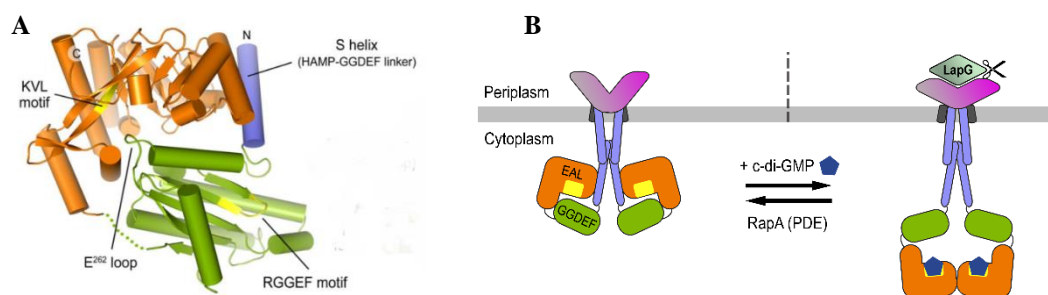 A
N
C
S helix
(HAMP-GGDEF linker)
KVL
motif
E262 loop
RGGEF motif
B
Periplasm
Cytoplasm
EAL
GGDEF
+ c-di-GMP
RapA (PDE)
LapG